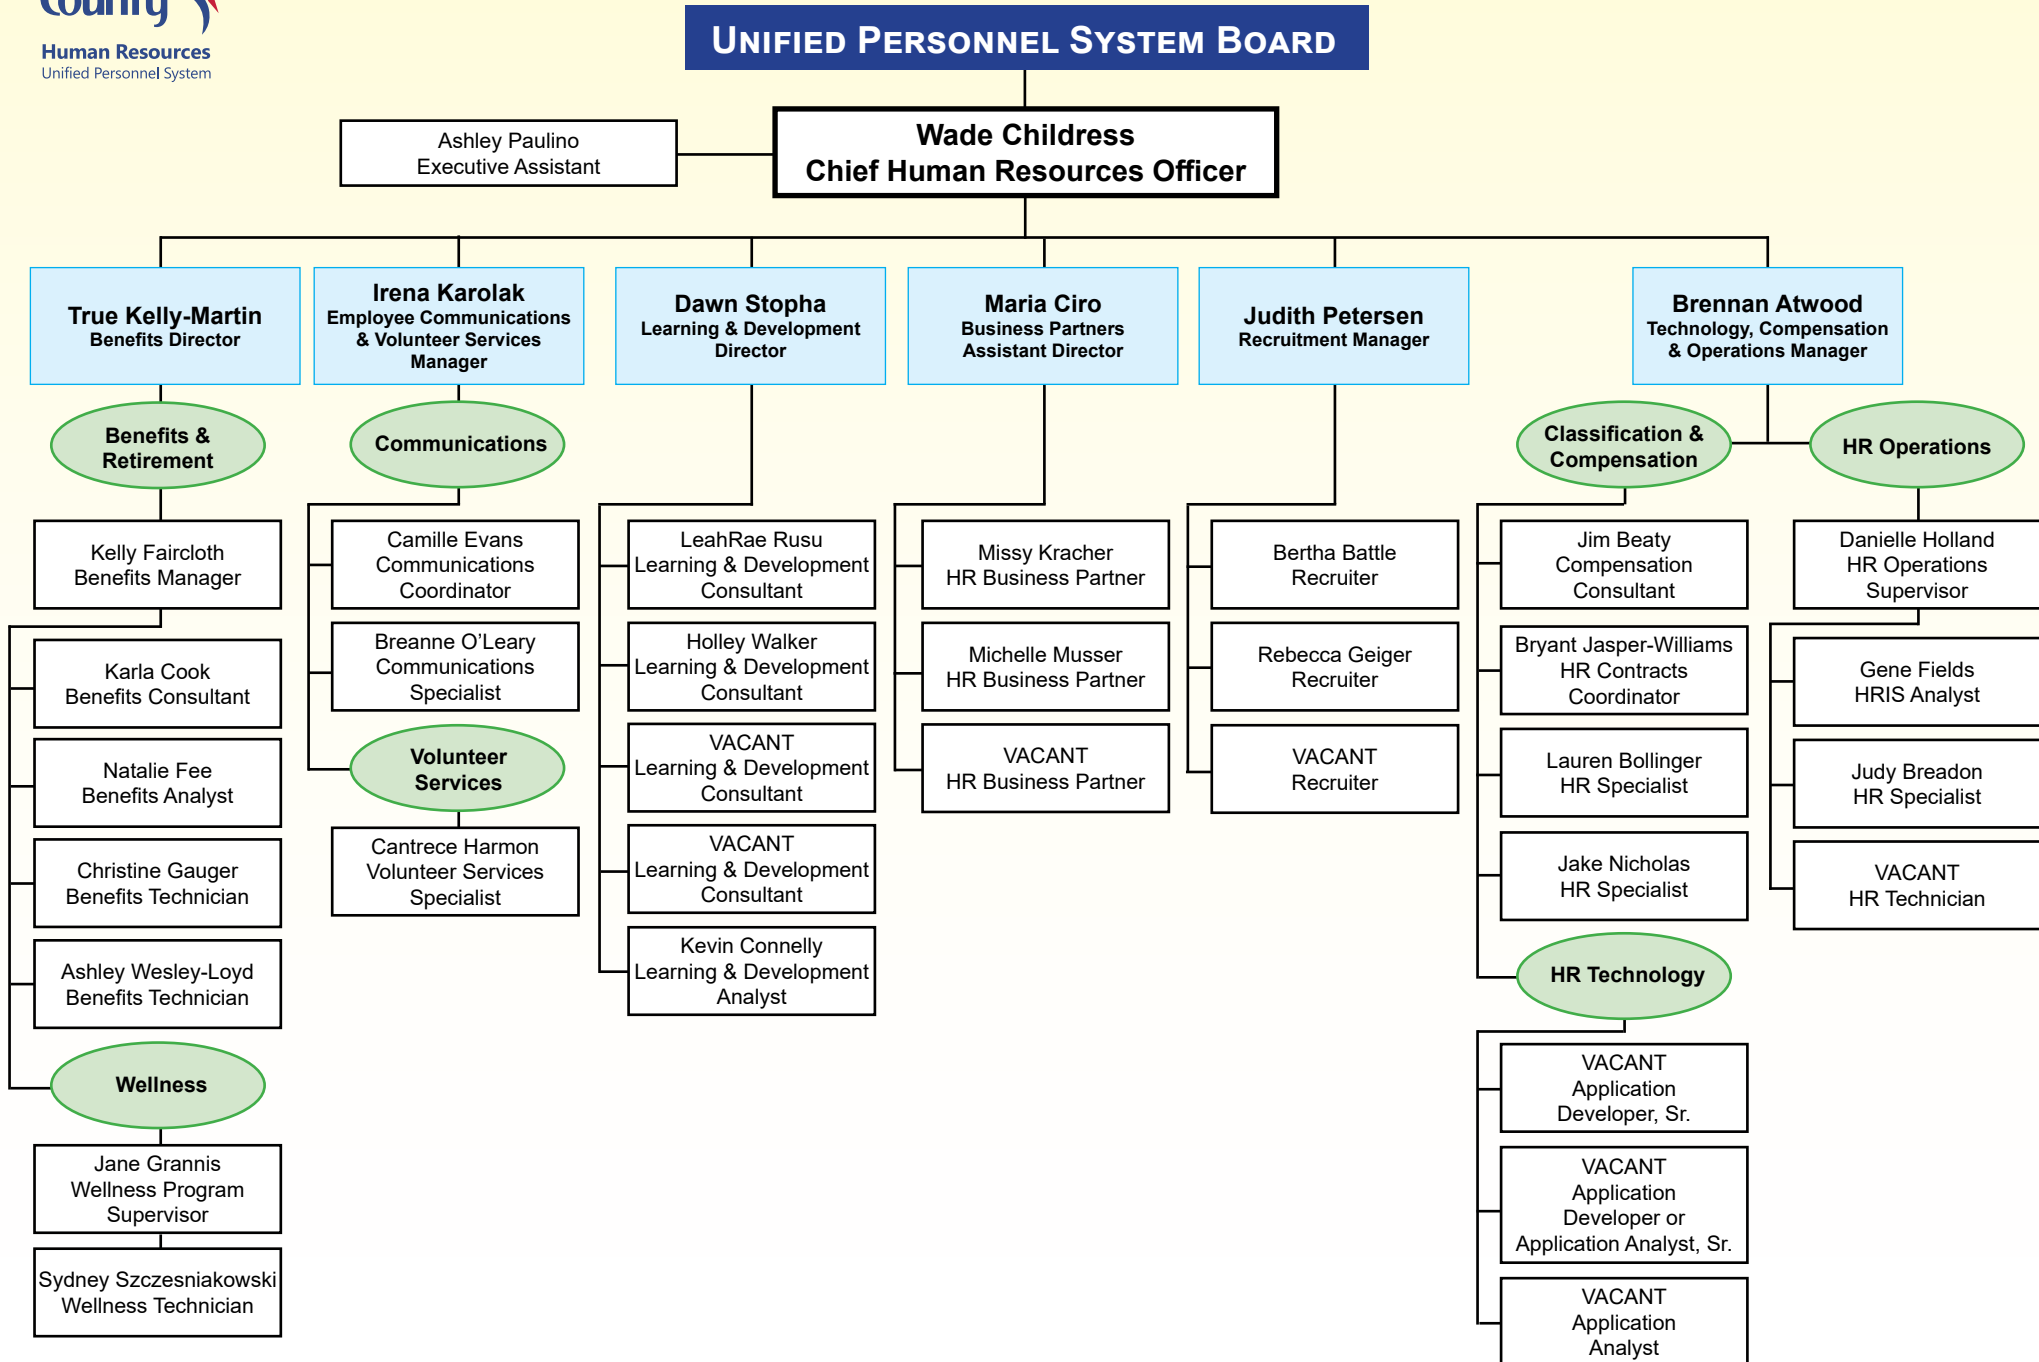 County
Human Resources
Unified Personnel System
UNIFIED PERSONNEL SYSTEM BOARD
Ashley Paulino
Executive Assistant
Wade Childress
Chief Human Resources Officer
True Kelly-Martin
Benefits Director
Irena Karolak
Employee Communications
& Volunteer Services
Manager
Dawn Stopha
Learning & Development
Director
Maria Ciro
Business Partners
Assistant Director
Judith Petersen
Recruitment Manager
Brennan Atwood
Technology, Compensation
& Operations Manager
Benefits &
Retirement
Kelly Faircloth
Benefits Manager
Karla Cook
Benefits Consultant
Natalie Fee
Benefits Analyst
Christine Gauger
Benefits Technician
Ashley Wesley-Loyd
Benefits Technician
Wellness
Jane Grannis
Wellness Program
Supervisor
Sydney Szczesniakowski
Wellness Technician
Communications
Camille Evans
Communications
Coordinator
Breanne O'Leary
Communications
Specialist
Volunteer
Services
Cantrece Harmon
Volunteer Services
Specialist
LeahRae Rusu
Learning & Development
Consultant
Holley Walker
Learning & Development
Consultant
VACANT
Learning & Development
Consultant
VACANT
Learning & Development
Consultant
Kevin Connelly
Learning & Development
Analyst
Missy Kracher
HR Business Partner
Michelle Musser
HR Business Partner
VACANT
HR Business Partner
Bertha Battle
Recruiter
Rebecca Geiger
Recruiter
VACANT
Recruiter
Classification &
Compensation
Jim Beaty
Compensation
Consultant
Bryant Jasper-Williams
HR Contracts
Coordinator
Lauren Bollinger
HR Specialist
Jake Nicholas
HR Specialist
HR Technology
VACANT
Application
Developer, Sr.
VACANT
Application
Developer or
Application Analyst, Sr.
VACANT
Application
Analyst
HR Operations
Danielle Holland
HR Operations
Supervisor
Gene Fields
HRIS Analyst
Judy Breadon
HR Specialist
VACANT
HR Technician